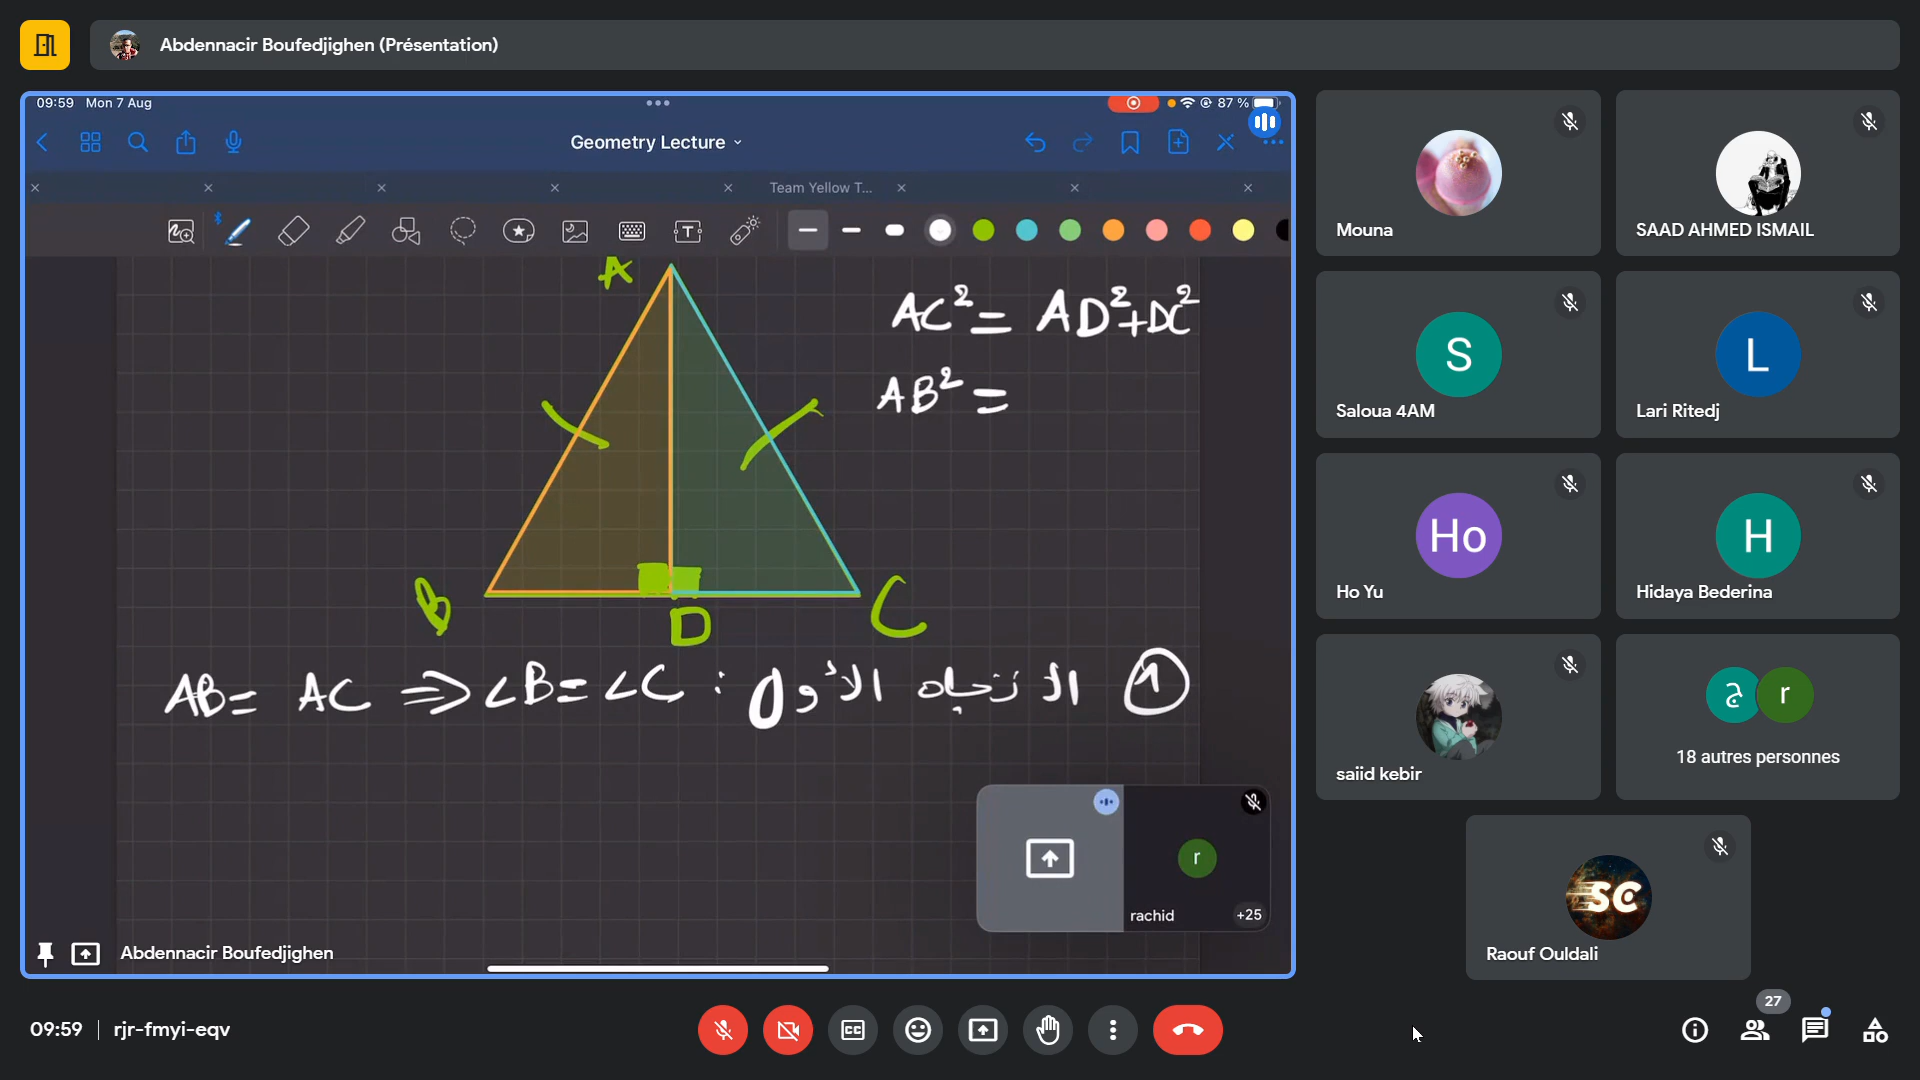 Abdennacir Boufedjighen (Présentation)
09:59 Mon 7 Aug
87 %
Geometry Lecture
Team Yellow T...
A
AC² = AD² + DC²
AB² =
B
D
C
AB = AC ⇒ ∠B = ∠C : الاتجاه الأول ①
rachid
+25
Abdennacir Boufedjighen
Mouna
SAAD AHMED ISMAIL
S
Saloua 4AM
L
Lari Ritedj
Ho
Ho Yu
H
Hidaya Bederina
saiid kebir
r
18 autres personnes
SC
Raouf Ouldali
09:59
rjr-fmyi-eqv
27